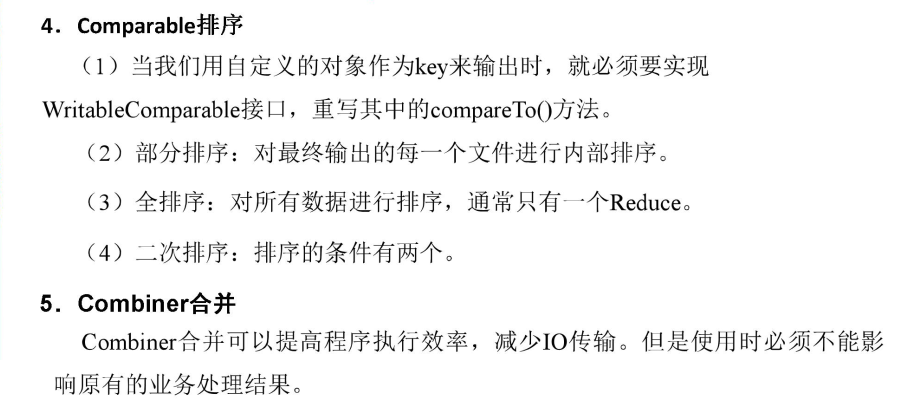 4. Comparable排序
（1）当我们用自定义的对象作为key来输出时，就必须要实现
WritableComparable接口，重写其中的compareTo()方法。
（2）部分排序：对最终输出的每一个文件进行内部排序。
（3）全排序：对所有数据进行排序，通常只有一个Reduce。
（4）二次排序：排序的条件有两个。
5. Combiner合并
Combiner合并可以提高程序执行效率，减少IO传输。但是使用时必须不能影
响原有的业务处理结果。